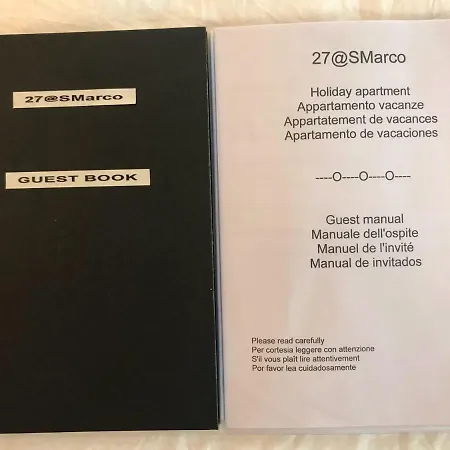 27@SMarco
GUEST BOOK
27@SMarco
Holiday apartment
Appartamento vacanze
Appartatement de vacances
Apartamento de vacaciones
----O----O----O----
Guest manual
Manuale dell'ospite
Manuel de l'invité
Manual de invitados
Please read carefully
Per cortesia leggere con attenzione
S'il vous plaît lire attentivement
Por favor lea cuidadosamente